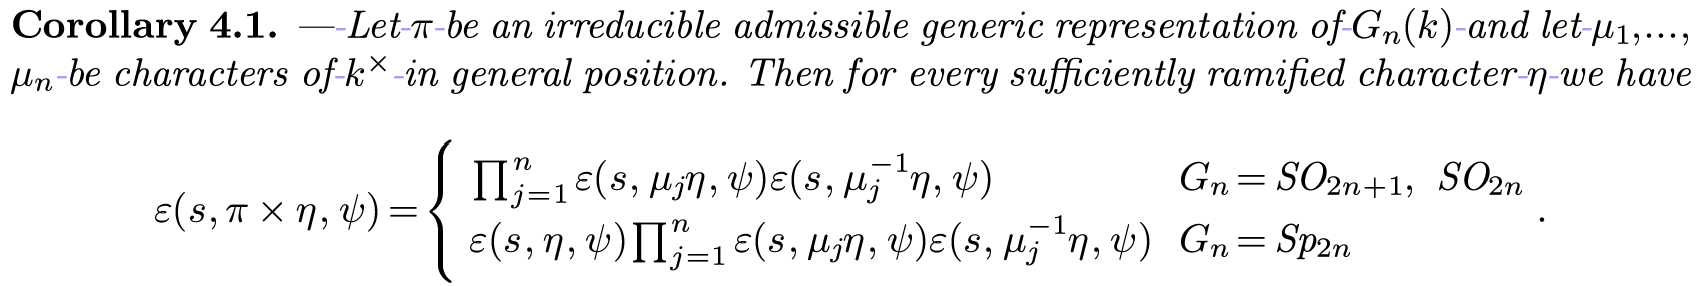 Corollary 4.1. — Let π be an irreducible admissible generic representation of G_n(k) and let μ_1,...,
μ_n be characters of k^× in general position. Then for every sufficiently ramified character η we have
ε(s, π × η, ψ) = { ∏_{j=1}^n ε(s, μ_jη, ψ)ε(s, μ_j^{-1}η, ψ) G_n = SO_{2n+1}, SO_{2n}
ε(s, η, ψ)∏_{j=1}^n ε(s, μ_jη, ψ)ε(s, μ_j^{-1}η, ψ) G_n = Sp_{2n} .